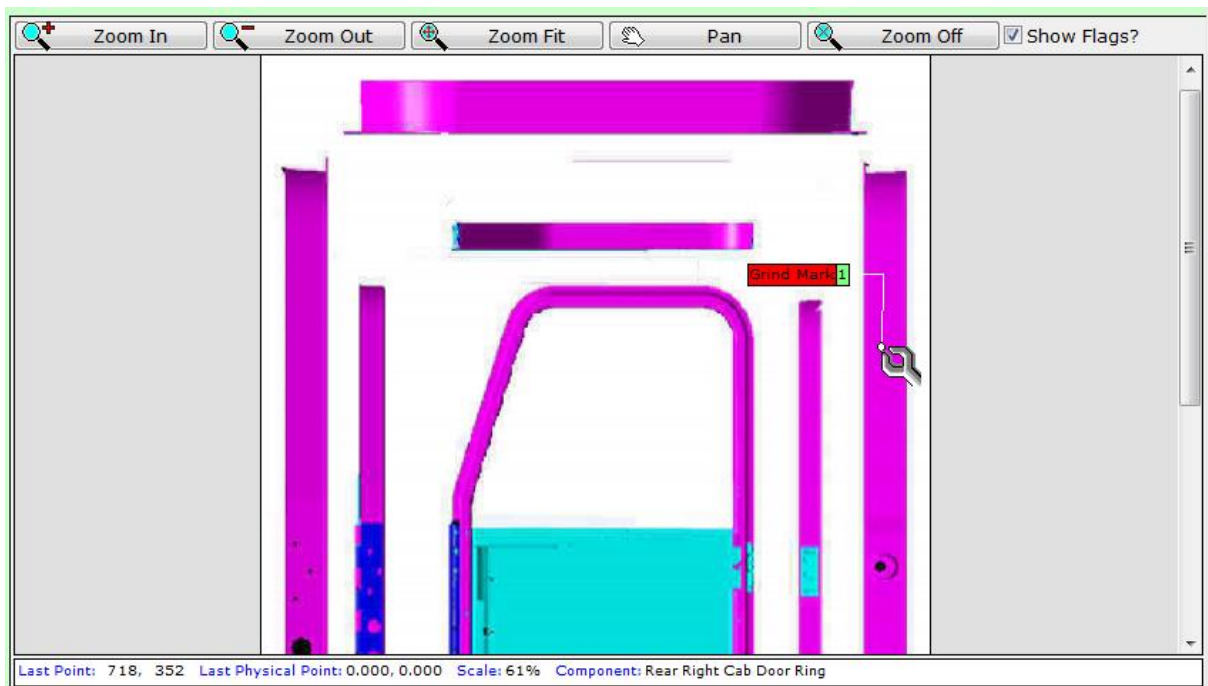 Zoom In Zoom Out Zoom Fit Pan Zoom Off Show Flags?
Grind Mark 1
Last Point: 718, 352 Last Physical Point: 0.000, 0.000 Scale: 61% Component: Rear Right Cab Door Ring